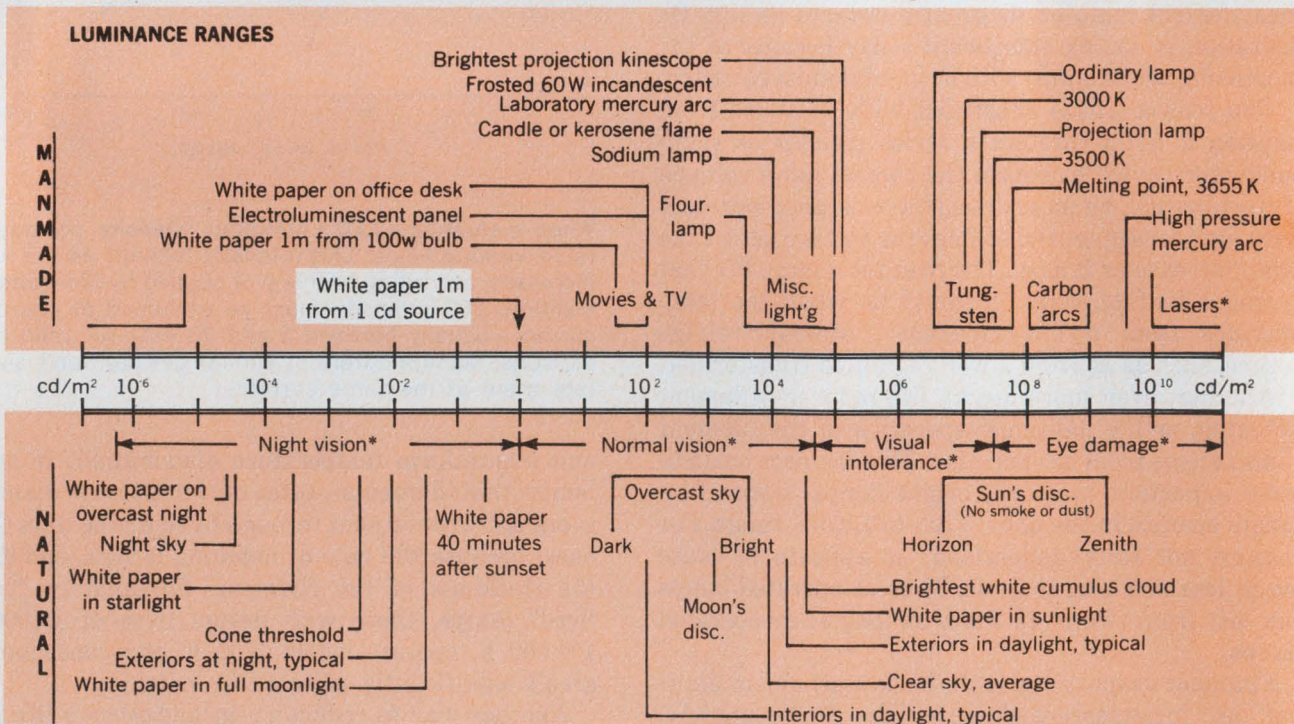 LUMINANCE RANGES
MANMADE
Brightest projection kinescope
Frosted 60W incandescent
Laboratory mercury arc
Candle or kerosene flame
Sodium lamp
White paper on office desk
Electroluminescent panel
White paper 1m from 100w bulb
White paper 1m
from 1 cd source
Movies & TV
Flour.
lamp
Misc.
light'g
Ordinary lamp
3000 K
Projection lamp
3500 K
Melting point, 3655 K
High pressure
mercury arc
Tung-
sten
Carbon
arcs
Lasers*
cd/m² 10⁻⁶ 10⁻⁴ 10⁻² 1 10² 10⁴ 10⁶ 10⁸ 10¹⁰ cd/m²
Night vision* Normal vision* Visual
intolerance* Eye damage*
NATURAL
White paper on
overcast night
Night sky
White paper
in starlight
Cone threshold
Exteriors at night, typical
White paper in full moonlight
White paper
40 minutes
after sunset
Overcast sky
Dark Bright
Moon's
disc.
Sun's disc.
(No smoke or dust)
Horizon Zenith
Brightest white cumulus cloud
White paper in sunlight
Exteriors in daylight, typical
Clear sky, average
Interiors in daylight, typical